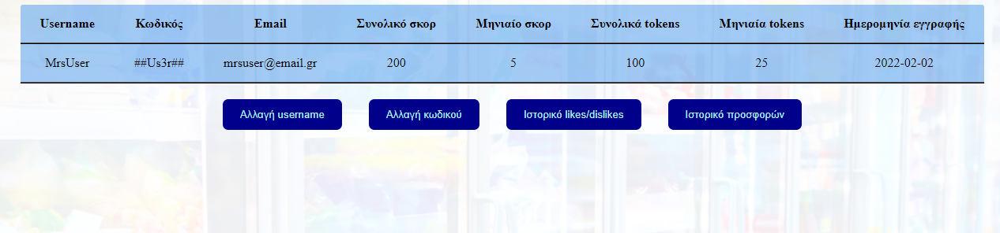 Username Κωδικός Email Συνολικό σκορ Μηνιαίο σκορ Συνολικά tokens Μηνιαία tokens Ημερομηνία εγγραφής
MrsUser ##Us3r## mrsuser@email.gr 200 5 100 25 2022-02-02
Αλλαγή username Αλλαγή κωδικού Ιστορικό likes/dislikes Ιστορικό προσφορών